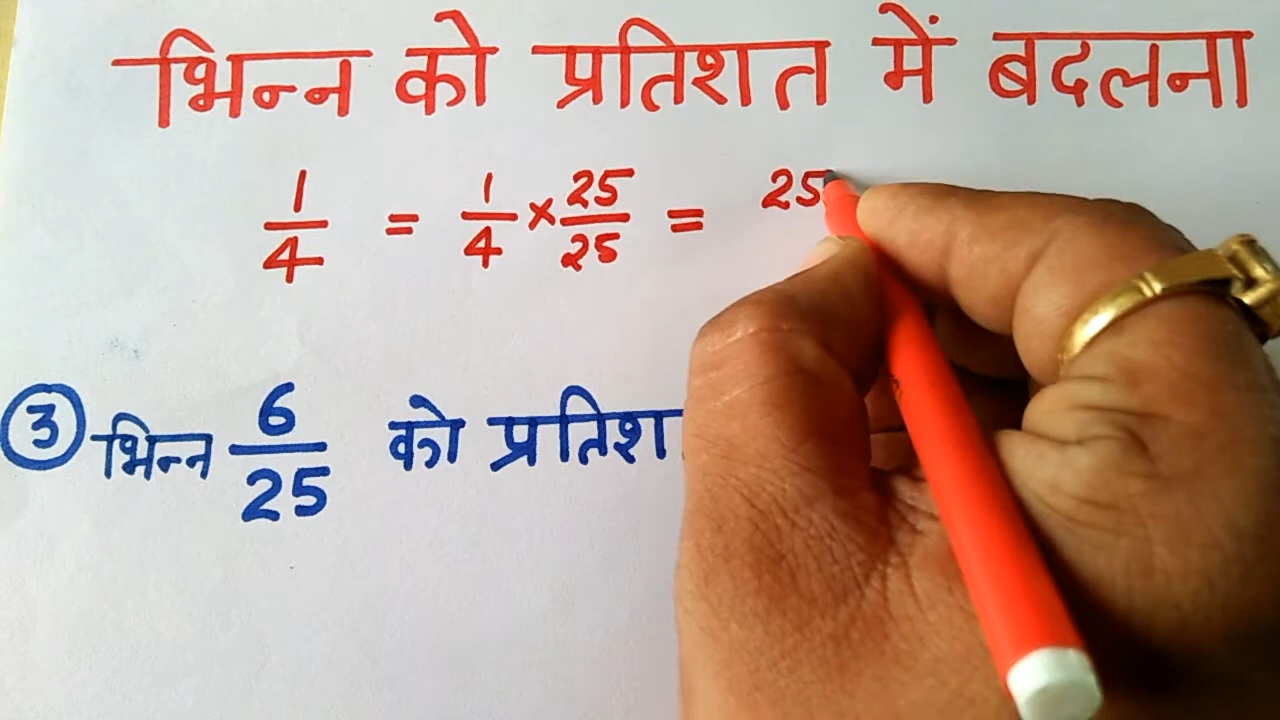 भिन्न को प्रतिशत में बदलना
1/4 = 1/4 × 25/25 = 25
③ भिन्न 6/25 को प्रतिश